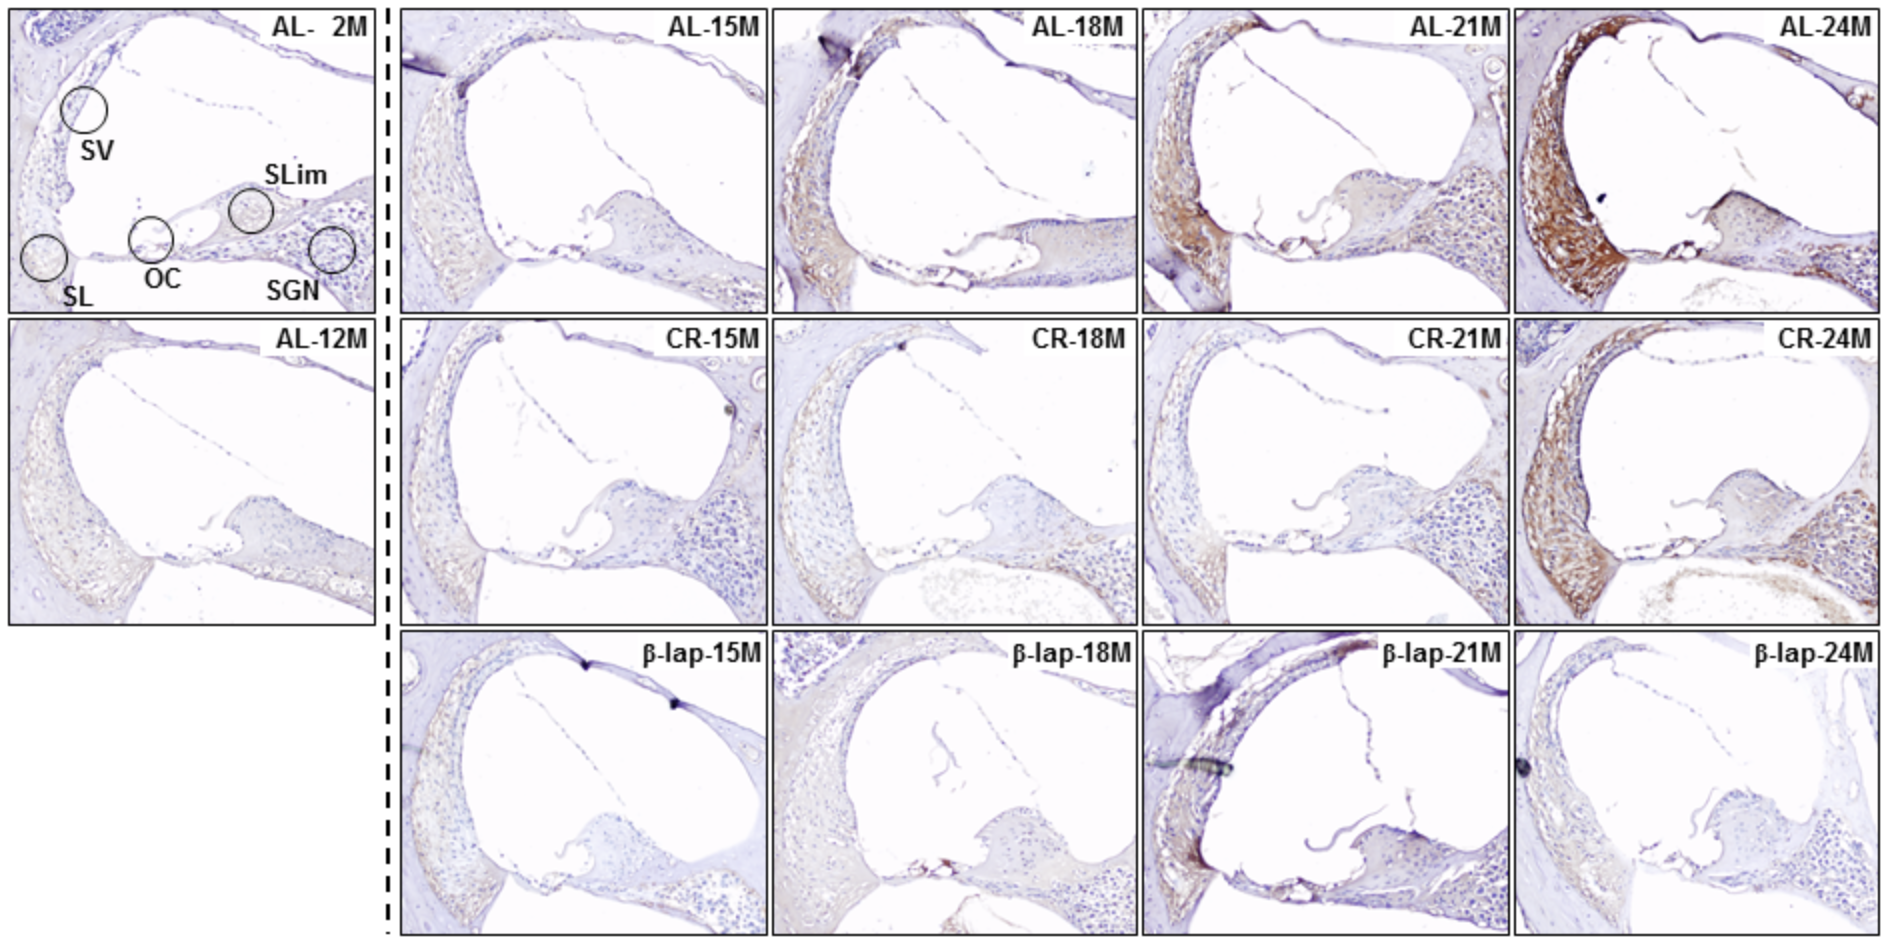 AL- 2M
AL-15M
AL-18M
AL-21M
AL-24M
SV
SLim
OC
SL
SGN
AL-12M
CR-15M
CR-18M
CR-21M
CR-24M
β-lap-15M
β-lap-18M
β-lap-21M
β-lap-24M